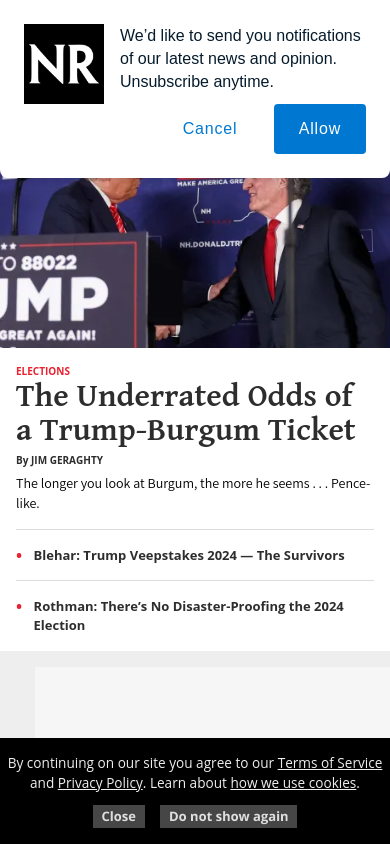 NR
We’d like to send you notifications
of our latest news and opinion.
Unsubscribe anytime.
Cancel
Allow
MAKE AMERICA GRE
NH
NH.DONALDJTRU
TO 88022
UMP
GREAT AGAIN!
ELECTIONS
The Underrated Odds of
a Trump-Burgum Ticket
By JIM GERAGHTY
The longer you look at Burgum, the more he seems . . . Pence-
like.
• Blehar: Trump Veepstakes 2024 — The Survivors
• Rothman: There’s No Disaster-Proofing the 2024
Election
By continuing on our site you agree to our Terms of Service
and Privacy Policy. Learn about how we use cookies.
Close
Do not show again